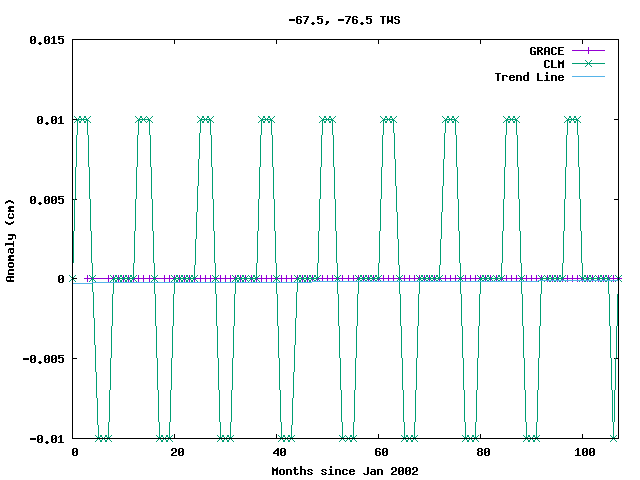 -67.5, -76.5 TWS
GRACE
CLM
Trend Line
0.015
0.01
0.005
0
-0.005
-0.01
Anomaly (cm)
0 20 40 60 80 100
Months since Jan 2002